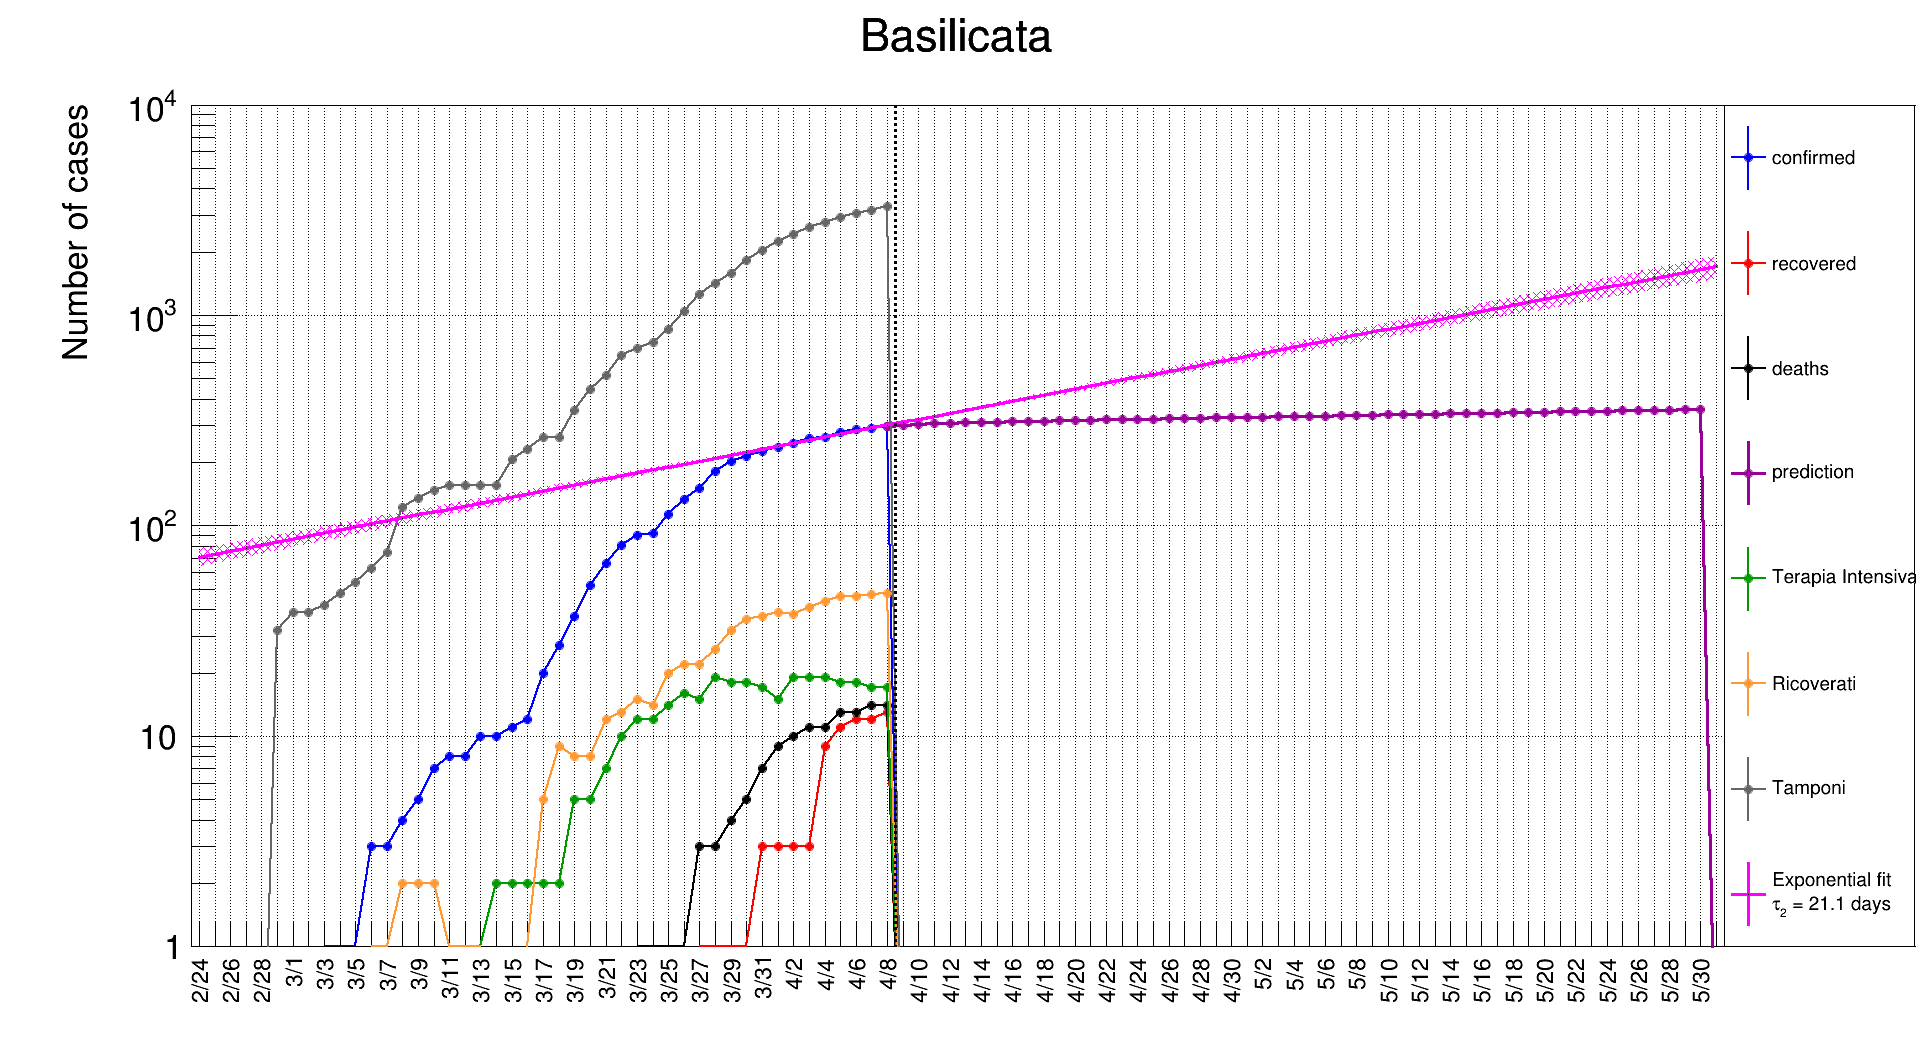 Basilicata
Number of cases
10⁴
10³
10²
10
1
2/24 2/26 2/28 3/1 3/3 3/5 3/7 3/9 3/11 3/13 3/15 3/17 3/19 3/21 3/23 3/25 3/27 3/29 3/31 4/2 4/4 4/6 4/8 4/10 4/12 4/14 4/16 4/18 4/20 4/22 4/24 4/26 4/28 4/30 5/2 5/4 5/6 5/8 5/10 5/12 5/14 5/16 5/18 5/20 5/22 5/24 5/26 5/28 5/30
confirmed
recovered
deaths
prediction
Terapia Intensiva
Ricoverati
Tamponi
Exponential fit
τ₂ = 21.1 days